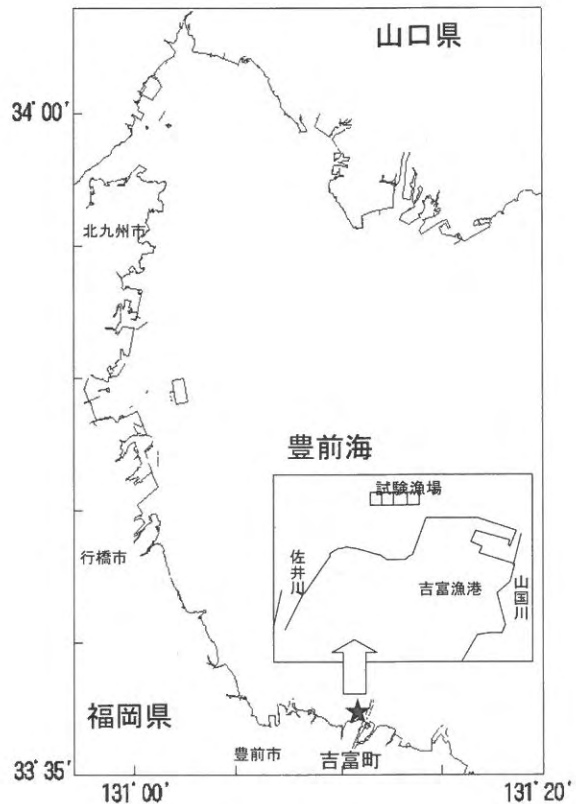 山口県
34°00′
北九州市
豊前海
試験漁場
佐井川
吉富漁港
山国川
行橋市
福岡県
豊前市
吉富町
33°35′
131°00′
131°20′